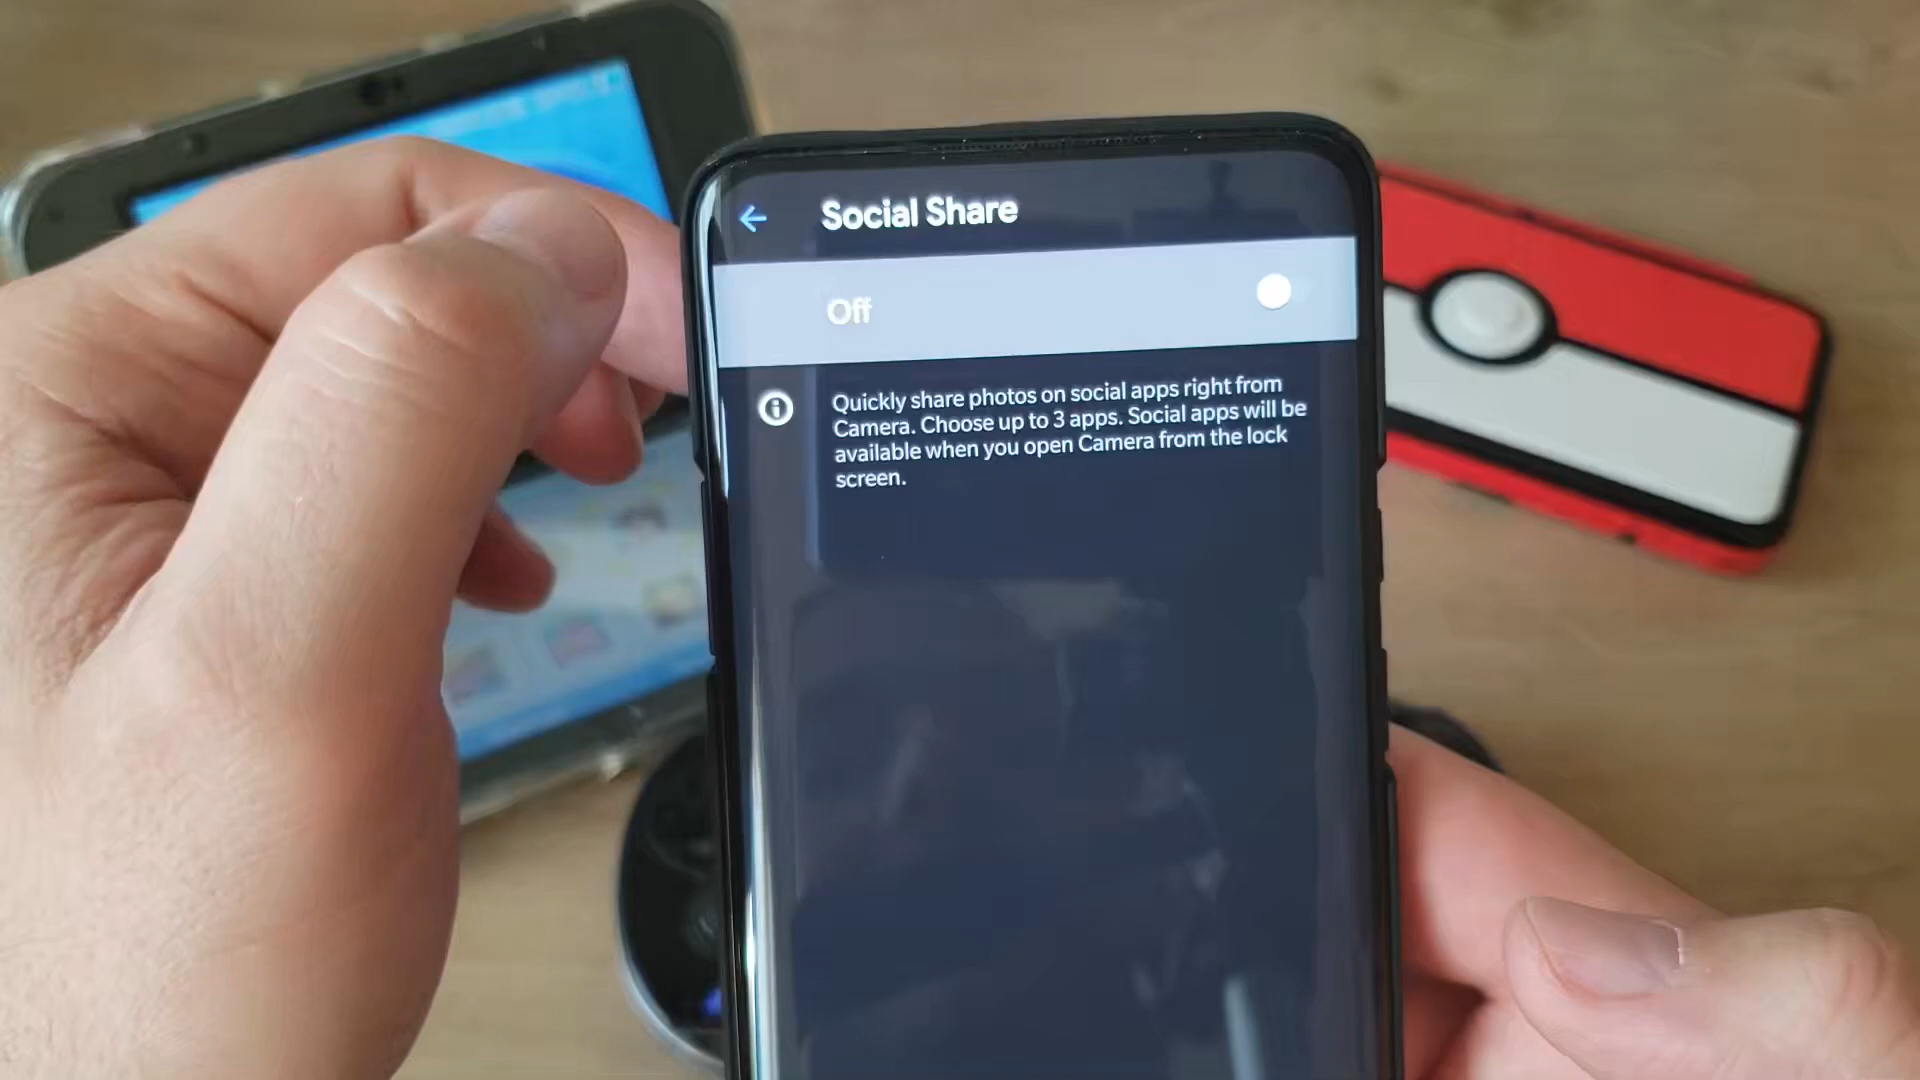 Social Share
Off
Quickly share photos on social apps right from
Camera. Choose up to 3 apps. Social apps will be
available when you open Camera from the lock
screen.